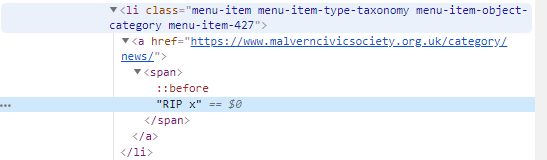 ▼<li class="menu-item menu-item-type-taxonomy menu-item-object-
category menu-item-427">
▼<a href="https://www.malverncivicsociety.org.uk/category/
news/">
▼<span>
::before
... "RIP x" == $0
</span>
</a>
</li>